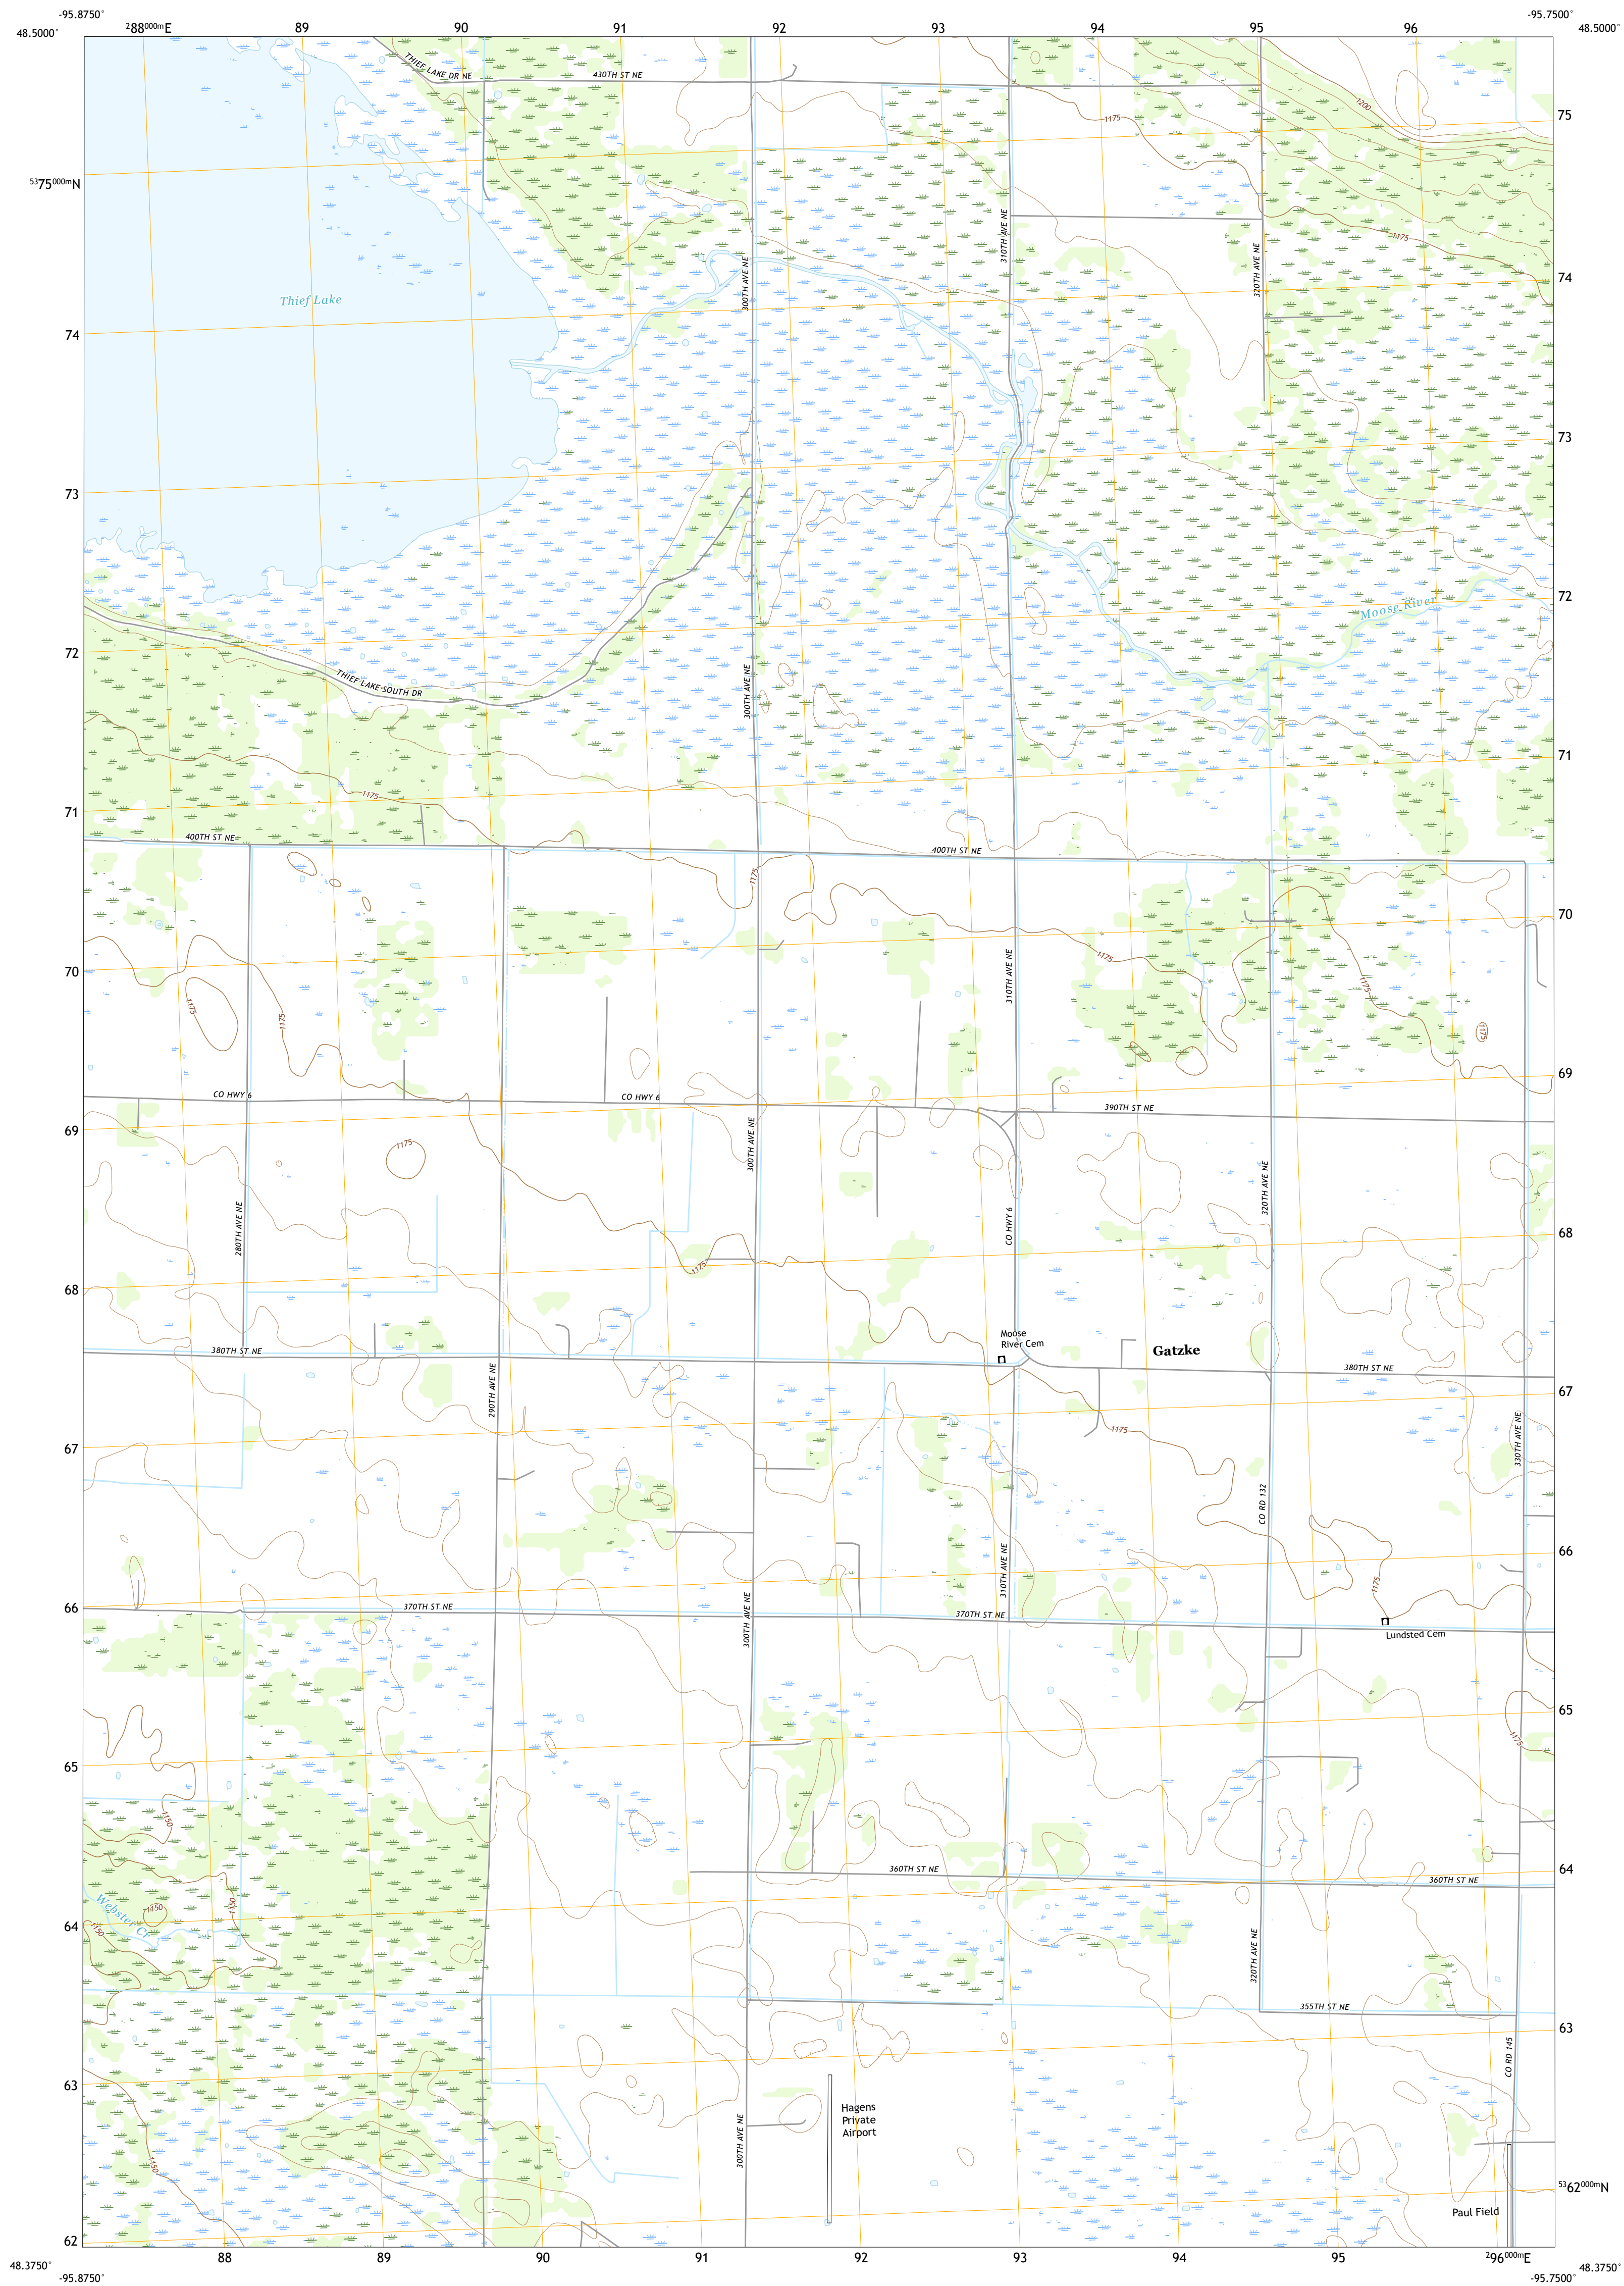 -95.8750°
-95.7500°
48.5000°
²88⁰⁰⁰ᵐE
89
90
91
92
93
94
95
96
48.5000°
THIEF LAKE DR NE
430TH ST NE
1200
75
1175
⁵³75⁰⁰⁰ᵐN
310TH AVE NE
1175
300TH AVE NE
320TH AVE NE
74
Thief Lake
74
73
73
72
Moose River
72
THIEF LAKE SOUTH DR
300TH AVE NE
71
1175
71
400TH ST NE
400TH ST NE
1175
70
1175
310TH AVE NE
70
1175
1175
1175
1175
69
CO HWY 6
CO HWY 6
390TH ST NE
69
300TH AVE NE
1175
320TH AVE NE
280TH AVE NE
CO HWY 6
68
1175
68
Moose
River Cem
Gatzke
380TH ST NE
380TH ST NE
290TH AVE NE
67
1175
330TH AVE NE
67
CO RD 132
66
310TH AVE NE
1175
66
370TH ST NE
370TH ST NE
300TH AVE NE
Lundsted Cem
65
1175
65
1150
64
360TH ST NE
360TH ST NE
1150
1150
Webster Cr
64
1150
320TH AVE NE
355TH ST NE
63
CO RD 145
63
Hagens
Private
Airport
300TH AVE NE
1150
⁵³62⁰⁰⁰ᵐN
Paul Field
62
48.3750°
88
89
90
91
92
93
94
95
²96⁰⁰⁰ᵐE
48.3750°
-95.8750°
-95.7500°